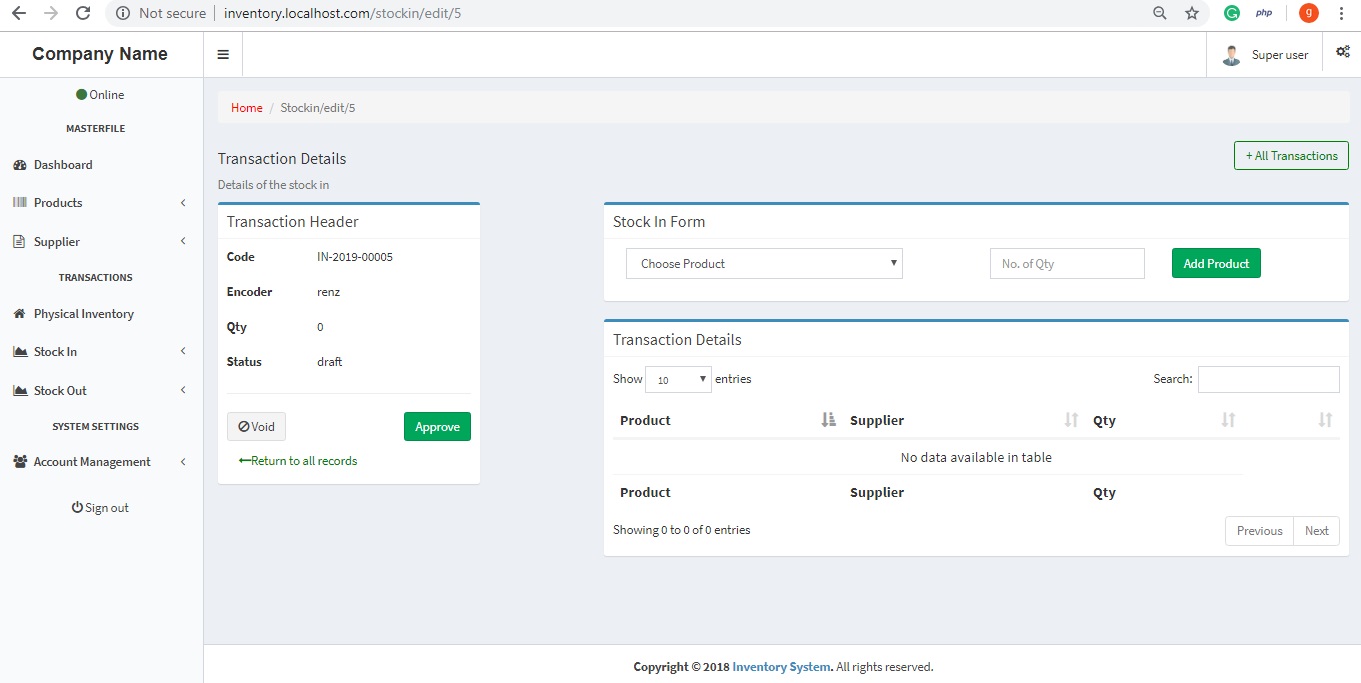 Not secure | inventory.localhost.com/stockin/edit/5
php
g
Company Name
Super user
Online
MASTERFILE
Dashboard
Products
Supplier
TRANSACTIONS
Physical Inventory
Stock In
Stock Out
SYSTEM SETTINGS
Account Management
Sign out
Home / Stockin/edit/5
Transaction Details
Details of the stock in
+ All Transactions
Transaction Header
Code IN-2019-00005
Encoder renz
Qty 0
Status draft
Void Approve
Return to all records
Stock In Form
Choose Product No. of Qty Add Product
Transaction Details
Show 10 entries Search:
Product Supplier Qty
No data available in table
Product Supplier Qty
Showing 0 to 0 of 0 entries
Previous Next
Copyright © 2018 Inventory System. All rights reserved.